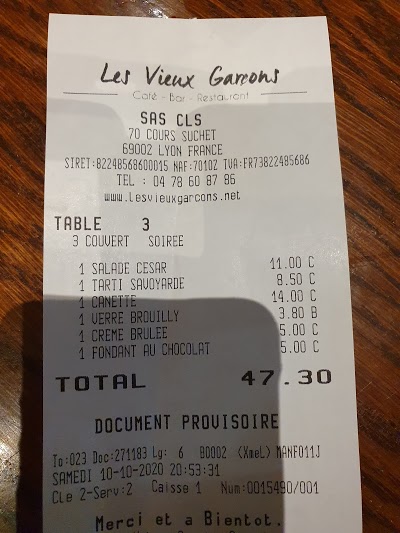 Les Vieux Garcons
Café - Bar - Restaurant
SAS CLS
70 COURS SUCHET
69002 LYON FRANCE
SIRET:82248568600015 NAF:7010Z TVA:FR73822485686
TEL : 04 78 60 87 86
www.Lesvieuxgarcons.net
TABLE 3
3 COUVERT SOIREE
1 SALADE CESAR 11.00 C
1 TARTI SAVOYARDE 8.50 C
1 CANETTE 14.00 C
1 VERRE BROUILLY 3.80 B
1 CREME BRULEE 5.00 C
1 FONDANT AU CHOCOLAT 5.00 C
TOTAL 47.30
DOCUMENT PROVISOIRE
To:023 Doc:271183 Lg: 6 B0002 (XmeL) MANF011J
SAMEDI 10-10-2020 20:53:31
Cle 2-Serv:2 Caisse 1 Num:0015490/001
Merci et a Bientot.